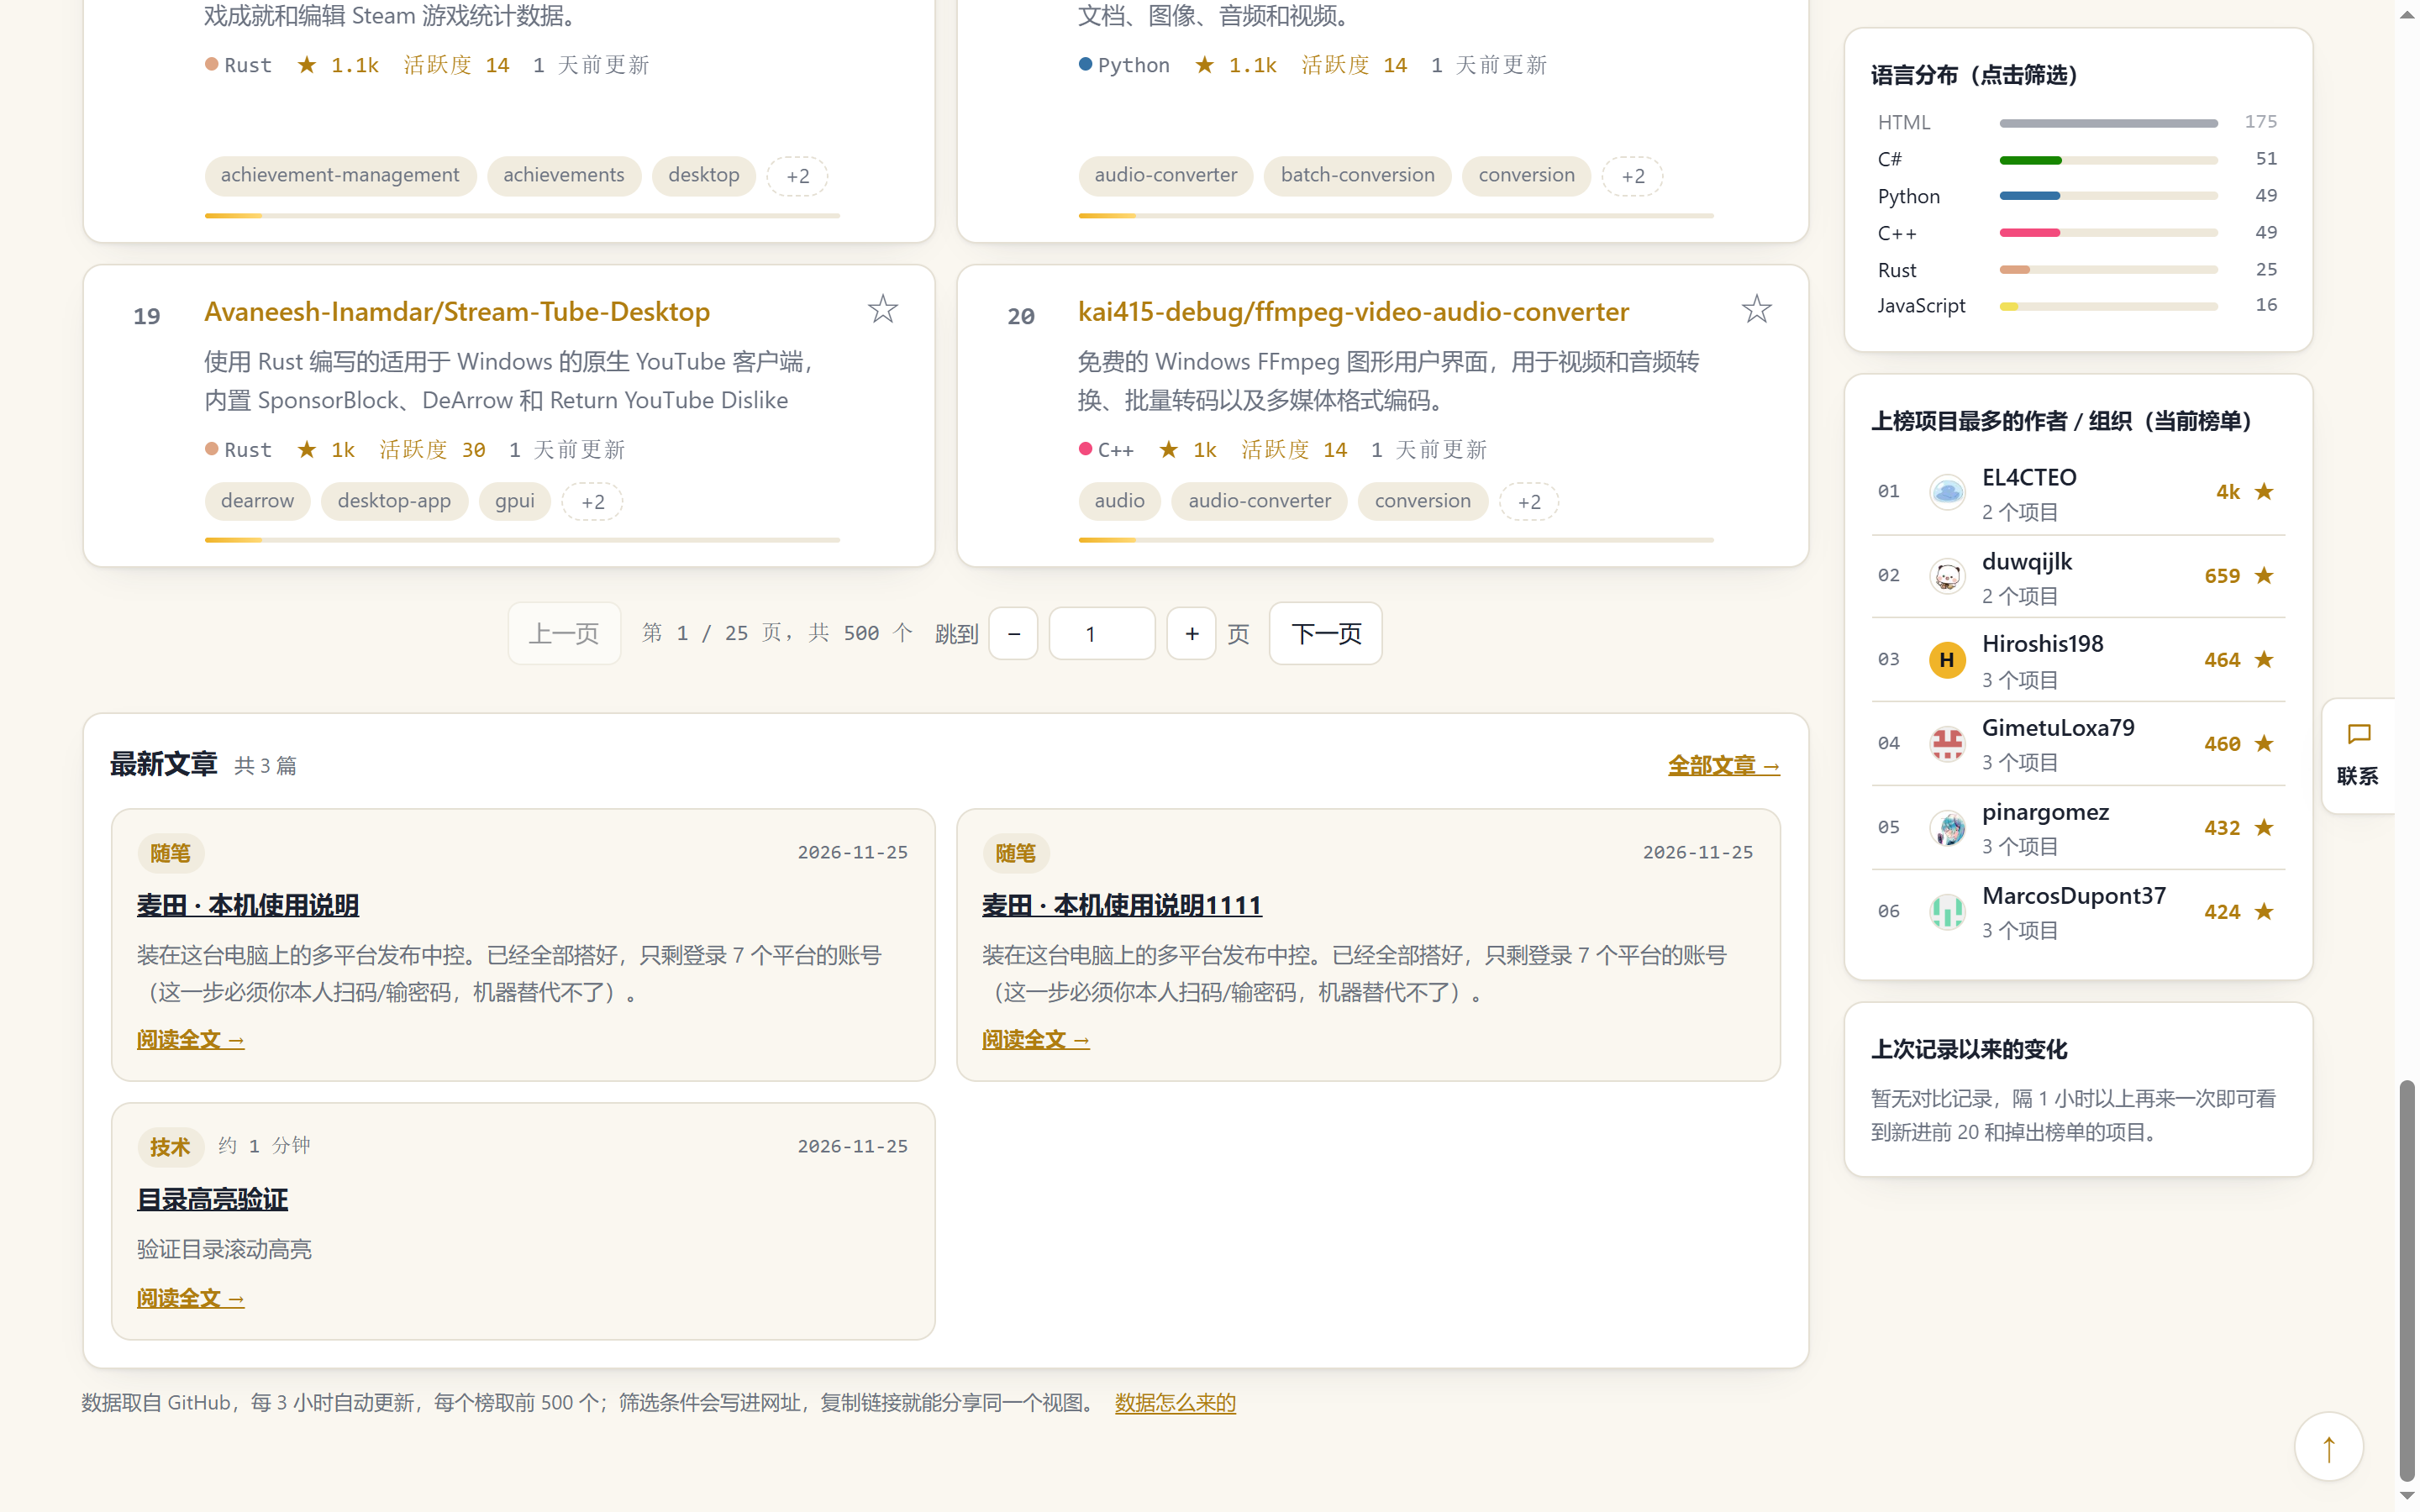 戏成就和编辑 Steam 游戏统计数据。
Rust ★ 1.1k 活跃度 14 1 天前更新
achievement-management achievements desktop +2
文档、图像、音频和视频。
Python ★ 1.1k 活跃度 14 1 天前更新
audio-converter batch-conversion conversion +2
19 Avaneesh-Inamdar/Stream-Tube-Desktop ☆
使用 Rust 编写的适用于 Windows 的原生 YouTube 客户端，
内置 SponsorBlock、DeArrow 和 Return YouTube Dislike
Rust ★ 1k 活跃度 30 1 天前更新
dearrow desktop-app gpui +2
20 kai415-debug/ffmpeg-video-audio-converter ☆
免费的 Windows FFmpeg 图形用户界面，用于视频和音频转
换、批量转码以及多媒体格式编码。
C++ ★ 1k 活跃度 14 1 天前更新
audio audio-converter conversion +2
上一页 第 1 / 25 页，共 500 个 跳到 − 1 + 页 下一页
最新文章 共 3 篇 全部文章 →
随笔 2026-11-25
麦田 · 本机使用说明
装在这台电脑上的多平台发布中控。已经全部搭好，只剩登录 7 个平台的账号
（这一步必须你本人扫码/输密码，机器替代不了）。
阅读全文 →
随笔 2026-11-25
麦田 · 本机使用说明1111
装在这台电脑上的多平台发布中控。已经全部搭好，只剩登录 7 个平台的账号
（这一步必须你本人扫码/输密码，机器替代不了）。
阅读全文 →
技术 约 1 分钟 2026-11-25
目录高亮验证
验证目录滚动高亮
阅读全文 →
数据取自 GitHub，每 3 小时自动更新，每个榜取前 500 个；筛选条件会写进网址，复制链接就能分享同一个视图。 数据怎么来的
语言分布（点击筛选）
HTML 175
C# 51
Python 49
C++ 49
Rust 25
JavaScript 16
上榜项目最多的作者 / 组织（当前榜单）
01 EL4CTEO 4k ★
2 个项目
02 duwqijlk 659 ★
2 个项目
03 H Hiroshis198 464 ★
3 个项目
04 GimetuLoxa79 460 ★
3 个项目
05 pinargomez 432 ★
3 个项目
06 MarcosDupont37 424 ★
3 个项目
上次记录以来的变化
暂无对比记录，隔 1 小时以上再来一次即可看
到新进前 20 和掉出榜单的项目。
联系
↑